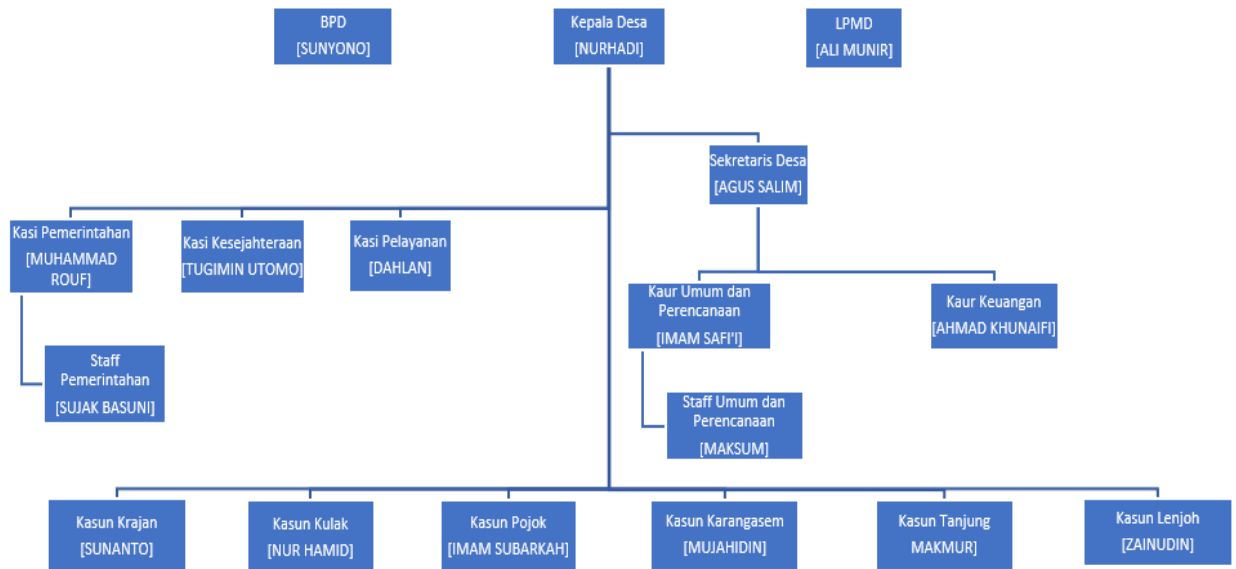 BPD
[SUNYONO]
Kepala Desa
[NURHADI]
LPMD
[ALI MUNIR]
Sekretaris Desa
[AGUS SALIM]
Kasi Pemerintahan
[MUHAMMAD
ROUF]
Kasi Kesejahteraan
[TUGIMIN UTOMO]
Kasi Pelayanan
[DAHLAN]
Kaur Umum dan
Perencanaan
[IMAM SAFI'I]
Kaur Keuangan
[AHMAD KHUNAIFI]
Staff
Pemerintahan
[SUJAK BASUNI]
Staff Umum dan
Perencanaan
[MAKSUM]
Kasun Krajan
[SUNANTO]
Kasun Kulak
[NUR HAMID]
Kasun Pojok
[IMAM SUBARKAH]
Kasun Karangasem
[MUJAHIDIN]
Kasun Tanjung
MAKMUR]
Kasun Lenjoh
[ZAINUDIN]